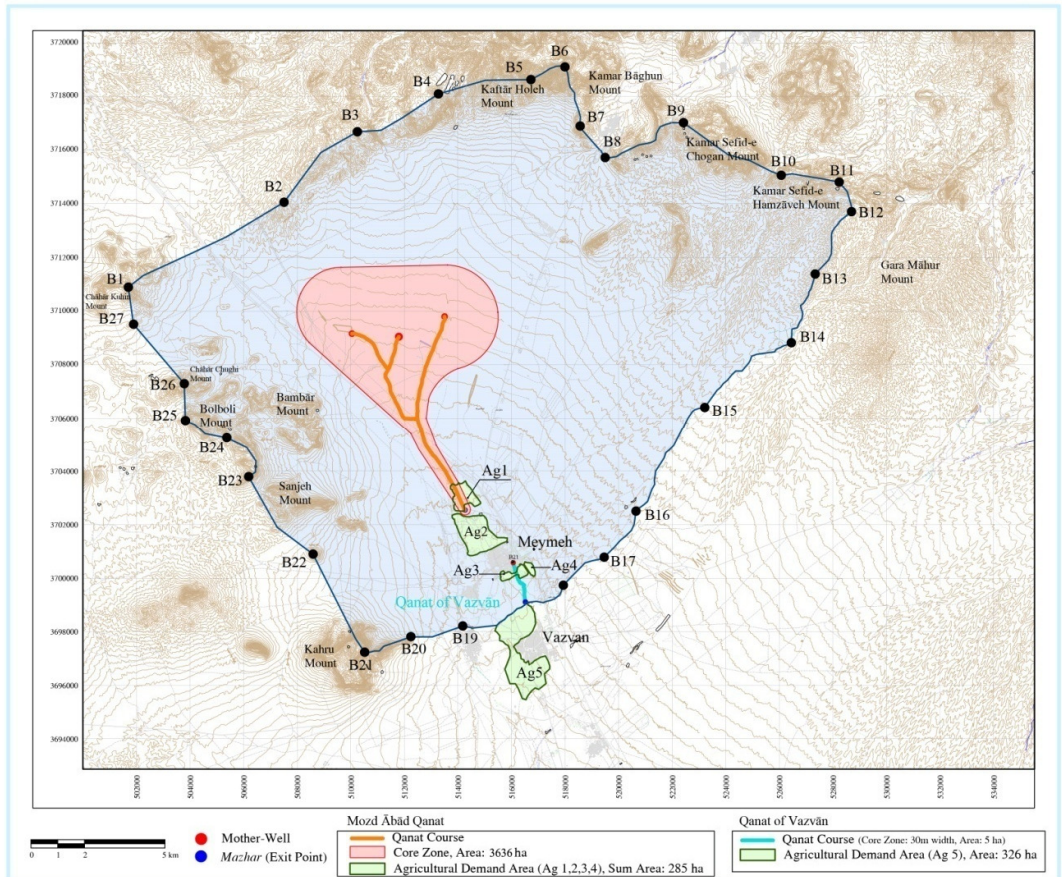 3720000
3718000
3716000
3714000
3712000
3710000
3708000
3706000
3704000
3702000
3700000
3698000
3696000
3694000
B6
B5
B4
Kaftār Holeh
Mount
Kamar Bāghun
Mount
B3
B7
B8
B9
Kamar Sefid-e
Chogan Mount
B10
B11
Kamar Sefid-e
Hamzāveh Mount
B12
B2
Gara Māhur
Mount
B13
B1
Mount
B27
B14
Mount
B26
B25
Bolboli
Mount
Bambār
Mount
B24
B15
B23
Sanjeh
Mount
Ag1
Ag2
B16
Meymeh
B22
B17
Ag3
Ag4
Qanat of Vazvān
B19
B20
B21
Kahru
Mount
Vazvan
Ag5
502000
504000
506000
508000
510000
512000
514000
516000
518000
520000
522000
524000
526000
528000
530000
532000
534000
0 1 2 5 km
Mother-Well
Mazhar (Exit Point)
Mozd Ābād Qanat
Qanat Course
Core Zone, Area: 3636 ha
Agricultural Demand Area (Ag 1,2,3,4), Sum Area: 285 ha
Qanat of Vazvān
Qanat Course (Core Zone: 30m width, Area: 5 ha)
Agricultural Demand Area (Ag 5), Area: 326 ha